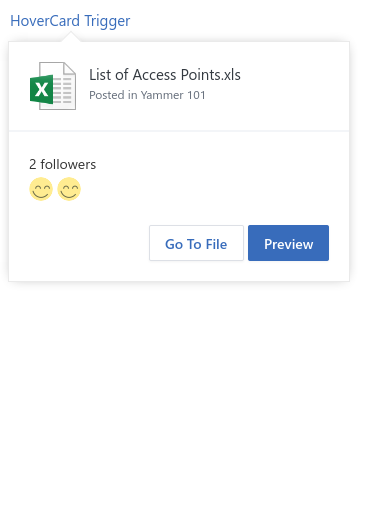 HoverCard Trigger
X
List of Access Points.xls
Posted in Yammer 101
2 followers
Go To File
Preview